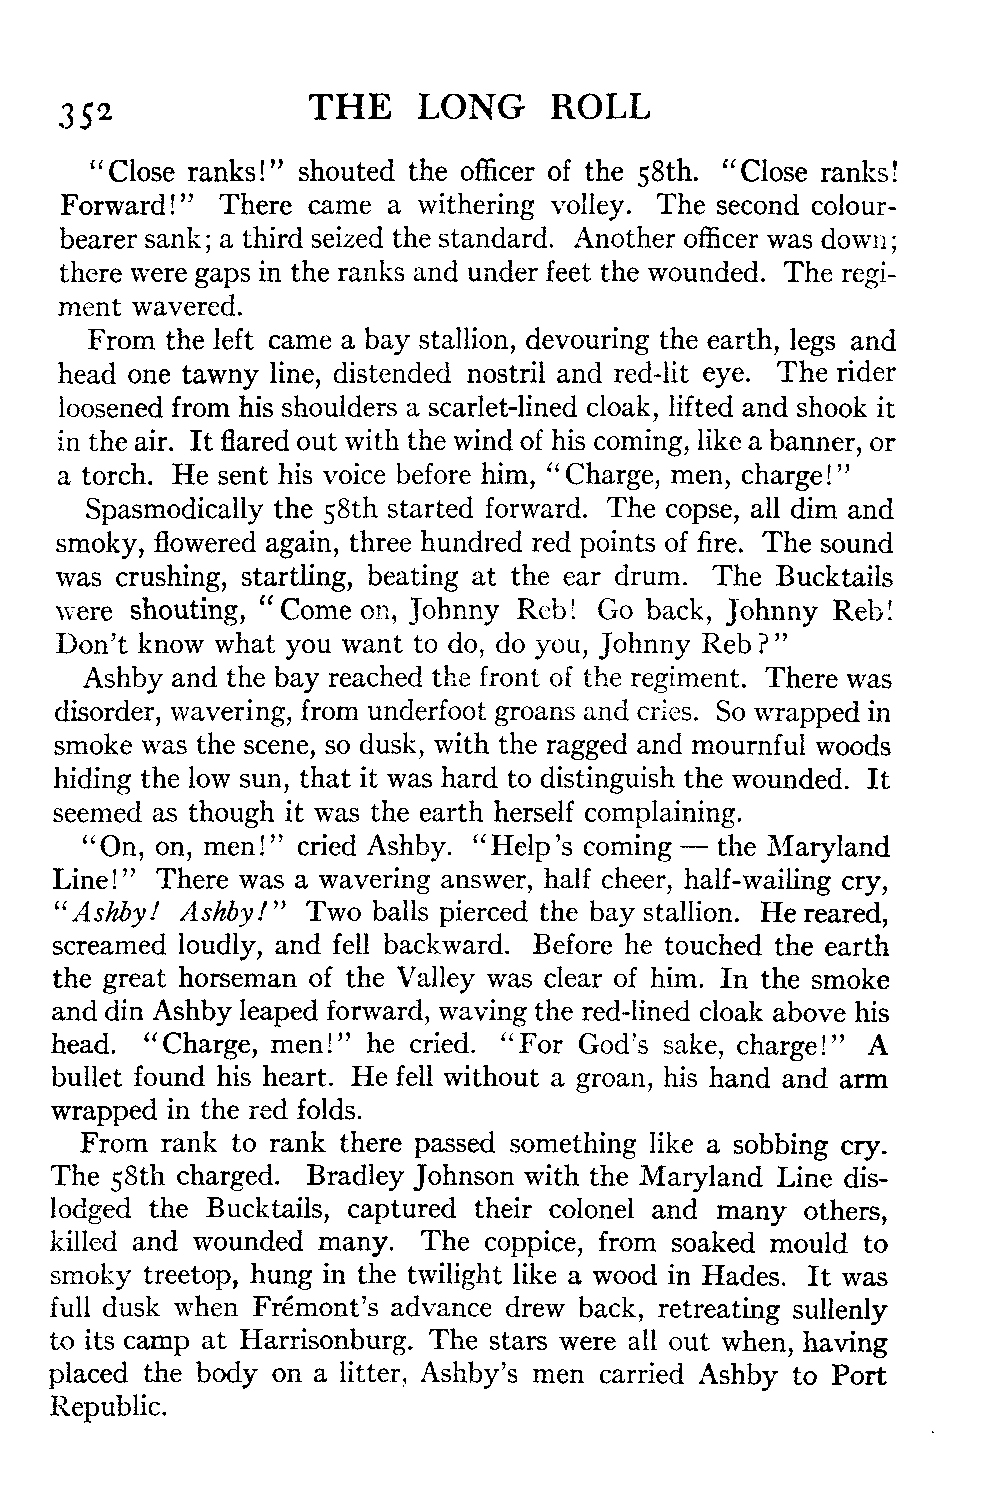 352 THE LONG ROLL
"Close ranks!" shouted the officer of the 58th. "Close ranks!
Forward!" There came a withering volley. The second colour-
bearer sank; a third seized the standard. Another officer was down;
there were gaps in the ranks and under feet the wounded. The regi-
ment wavered.
From the left came a bay stallion, devouring the earth, legs and
head one tawny line, distended nostril and red-lit eye. The rider
loosened from his shoulders a scarlet-lined cloak, lifted and shook it
in the air. It flared out with the wind of his coming, like a banner, or
a torch. He sent his voice before him, "Charge, men, charge!"
Spasmodically the 58th started forward. The copse, all dim and
smoky, flowered again, three hundred red points of fire. The sound
was crushing, startling, beating at the ear drum. The Bucktails
were shouting, "Come on, Johnny Reb! Go back, Johnny Reb!
Don't know what you want to do, do you, Johnny Reb?"
Ashby and the bay reached the front of the regiment. There was
disorder, wavering, from underfoot groans and cries. So wrapped in
smoke was the scene, so dusk, with the ragged and mournful woods
hiding the low sun, that it was hard to distinguish the wounded. It
seemed as though it was the earth herself complaining.
"On, on, men!" cried Ashby. "Help's coming — the Maryland
Line!" There was a wavering answer, half cheer, half-wailing cry,
"Ashby! Ashby!" Two balls pierced the bay stallion. He reared,
screamed loudly, and fell backward. Before he touched the earth
the great horseman of the Valley was clear of him. In the smoke
and din Ashby leaped forward, waving the red-lined cloak above his
head. "Charge, men!" he cried. "For God's sake, charge!" A
bullet found his heart. He fell without a groan, his hand and arm
wrapped in the red folds.
From rank to rank there passed something like a sobbing cry.
The 58th charged. Bradley Johnson with the Maryland Line dis-
lodged the Bucktails, captured their colonel and many others,
killed and wounded many. The coppice, from soaked mould to
smoky treetop, hung in the twilight like a wood in Hades. It was
full dusk when Frémont's advance drew back, retreating sullenly
to its camp at Harrisonburg. The stars were all out when, having
placed the body on a litter, Ashby's men carried Ashby to Port
Republic.